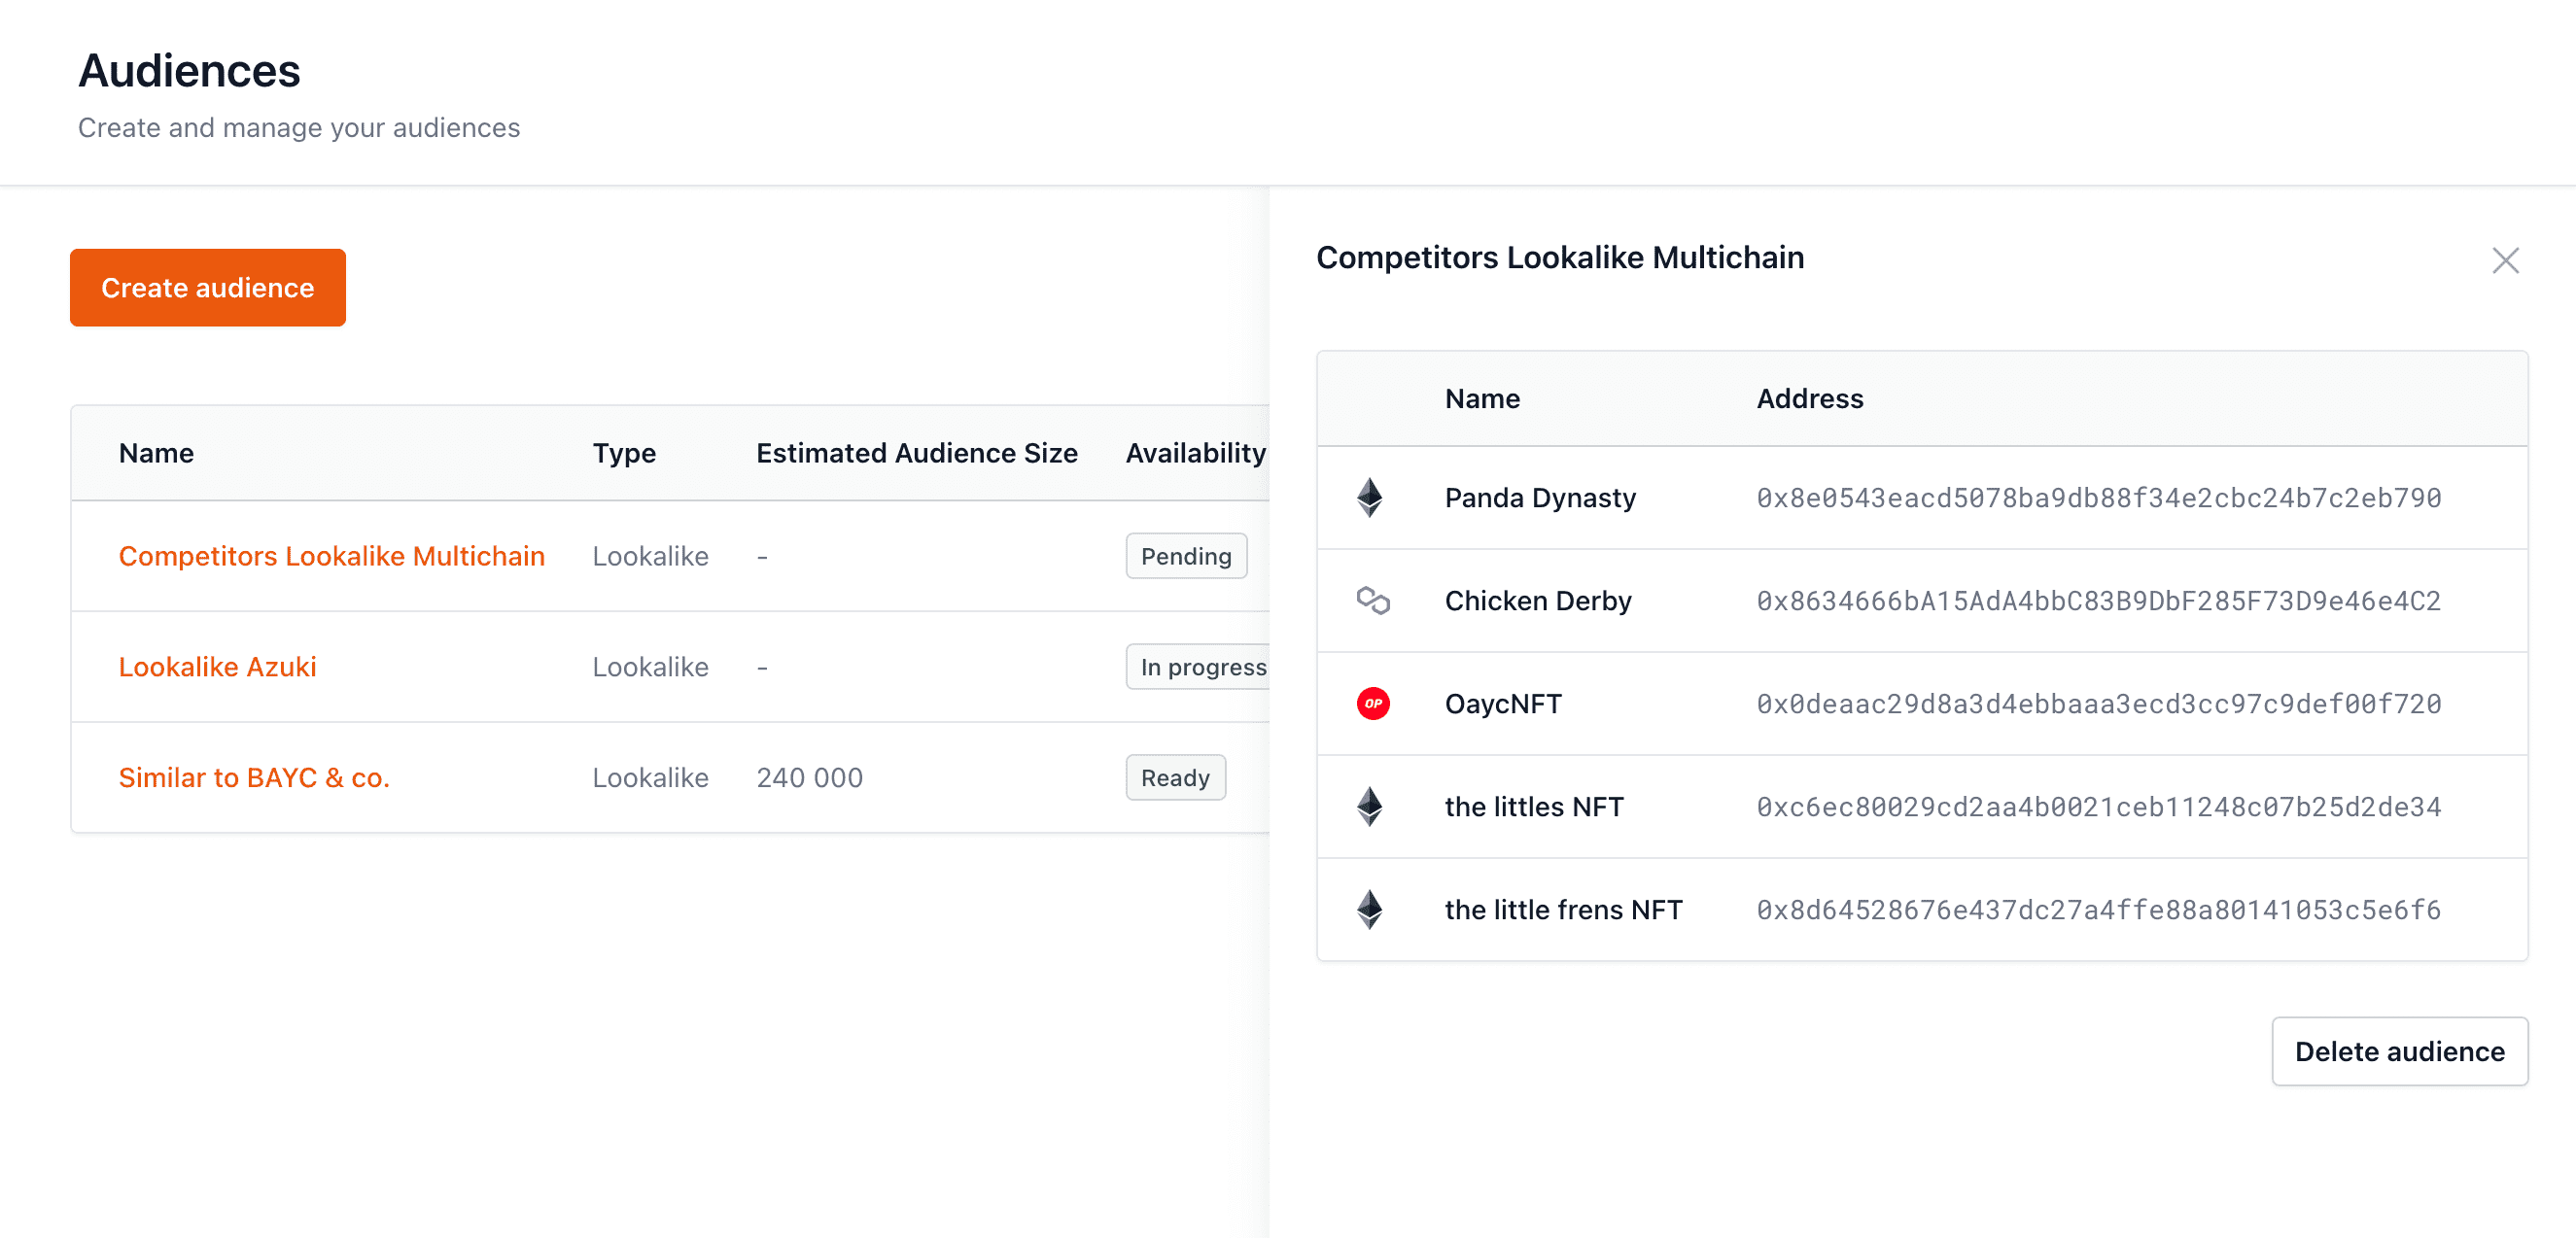 Audiences
Create and manage your audiences
Create audience
Name Type Estimated Audience Size Availability
Competitors Lookalike Multichain Lookalike - Pending
Lookalike Azuki Lookalike - In progress
Similar to BAYC & co. Lookalike 240 000 Ready
Competitors Lookalike Multichain
Name Address
Panda Dynasty 0x8e0543eacd5078ba9db88f34e2cbc24b7c2eb790
Chicken Derby 0x8634666bA15AdA4bbC83B9DbF285F73D9e46e4C2
OP OaycNFT 0x0deaac29d8a3d4ebbaaa3ecd3cc97c9def00f720
the littles NFT 0xc6ec80029cd2aa4b0021ceb11248c07b25d2de34
the little frens NFT 0x8d64528676e437dc27a4ffe88a80141053c5e6f6
Delete audience